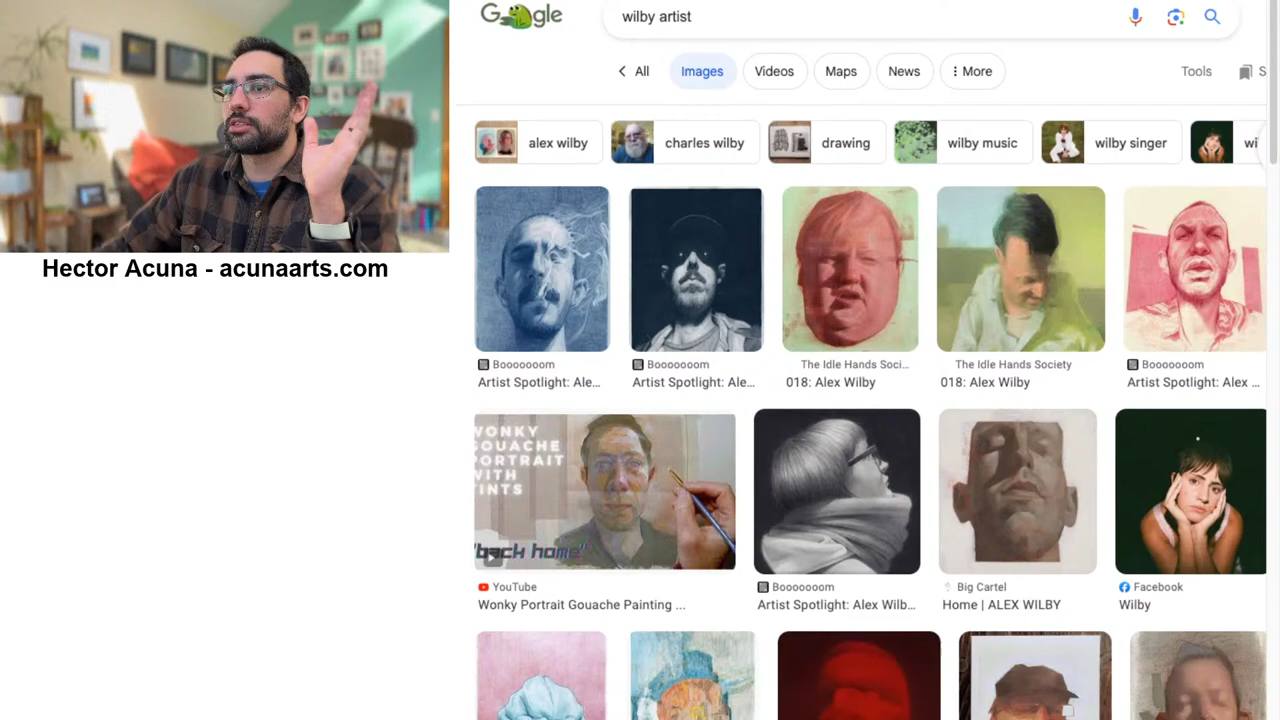 Google
wilby artist
All
Images
Videos
Maps
News
More
Tools
S
alex wilby
charles wilby
drawing
wilby music
wilby singer
wi
Hector Acuna - acunaarts.com
Booooooom
Artist Spotlight: Ale...
Booooooom
Artist Spotlight: Ale...
The Idle Hands Soci...
018: Alex Wilby
The Idle Hands Society
018: Alex Wilby
Booooooom
Artist Spotlight: Alex ...
WONKY
GOUACHE
PORTRAIT
WITH
TINTS
"back home"
YouTube
Wonky Portrait Gouache Painting ...
Booooooom
Artist Spotlight: Alex Wilb...
Big Cartel
Home | ALEX WILBY
Facebook
Wilby